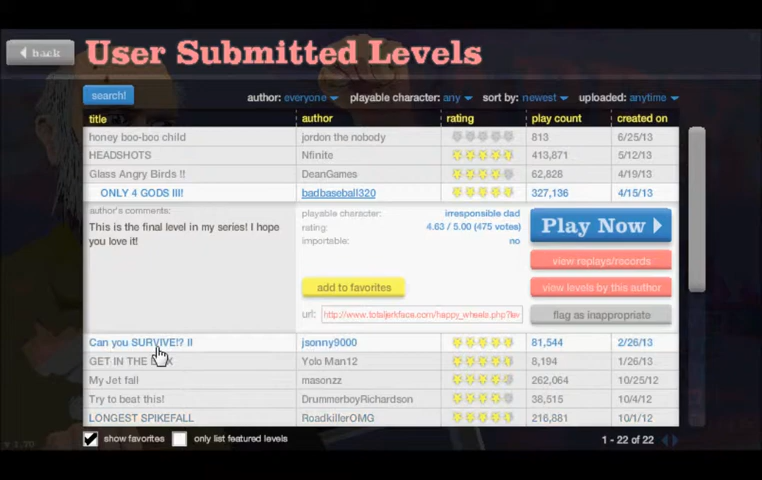 back
User Submitted Levels
search!
author: everyone playable character: any sort by: newest uploaded: anytime
title author rating play count created on
honey boo-boo child jordon the nobody 813 6/25/13
HEADSHOTS Nfinite 413,871 5/12/13
Glass Angry Birds !! DeanGames 62,828 4/19/13
ONLY 4 GODS III! badbaseball320 327,136 4/15/13
author's comments:
This is the final level in my series! I hope
you love it!
playable character: irresponsible dad
rating: 4.63 / 5.00 (475 votes)
importable: no
Play Now
view replays/records
add to favorites
view levels by this author
url: http://www.totaljerkface.com/happy_wheels.php?lev
flag as inappropriate
Can you SURVIVE!? II jsonny9000 81,544 2/26/13
GET IN THE Yolo Man12 8,194 1/26/13
My Jet fall masonzz 262,064 10/25/12
Try to beat this! DrummerboyRichardson 38,515 10/4/12
LONGEST SPIKEFALL RoadkillerOMG 216,881 10/1/12
show favorites only list featured levels 1 - 22 of 22